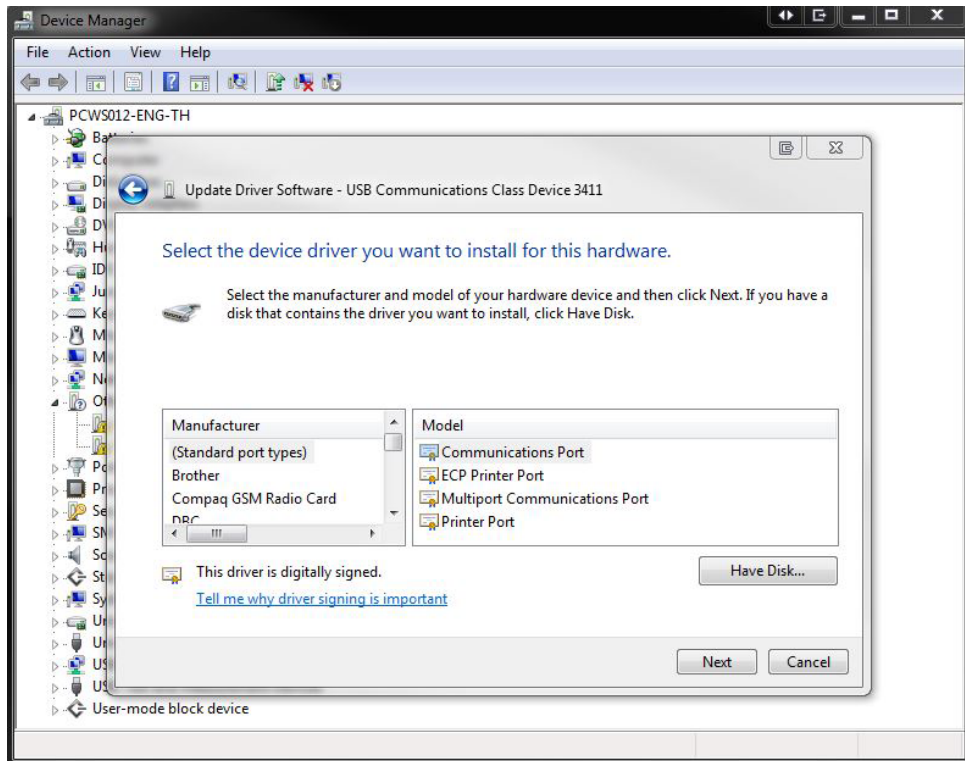 Device Manager
File Action View Help
PCWS012-ENG-TH
Update Driver Software - USB Communications Class Device 3411
Select the device driver you want to install for this hardware.
Select the manufacturer and model of your hardware device and then click Next. If you have a
disk that contains the driver you want to install, click Have Disk.
Manufacturer
(Standard port types)
Brother
Compaq GSM Radio Card
DBC
Model
Communications Port
ECP Printer Port
Multiport Communications Port
Printer Port
This driver is digitally signed.
Have Disk...
Tell me why driver signing is important
Next Cancel
User-mode block device